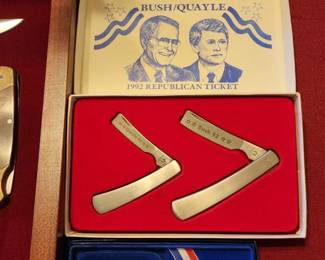 BUSH/QUAYLE
1992 REPUBLICAN TICKET
Bush 92